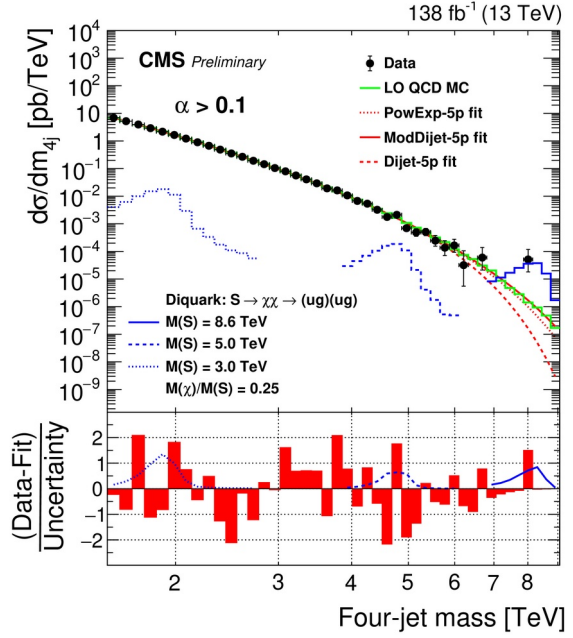 138 fb⁻¹ (13 TeV)
CMS Preliminary
α > 0.1
Data
LO QCD MC
PowExp-5p fit
ModDijet-5p fit
Dijet-5p fit
dσ/dm₄ⱼ [pb/TeV]
10⁴
10³
10²
10
1
10⁻¹
10⁻²
10⁻³
10⁻⁴
10⁻⁵
10⁻⁶
10⁻⁷
10⁻⁸
10⁻⁹
Diquark: S → χχ → (ug)(ug)
M(S) = 8.6 TeV
M(S) = 5.0 TeV
M(S) = 3.0 TeV
M(χ)/M(S) = 0.25
(Data-Fit)
Uncertainty
2
1
0
−1
−2
2 3 4 5 6 7 8
Four-jet mass [TeV]